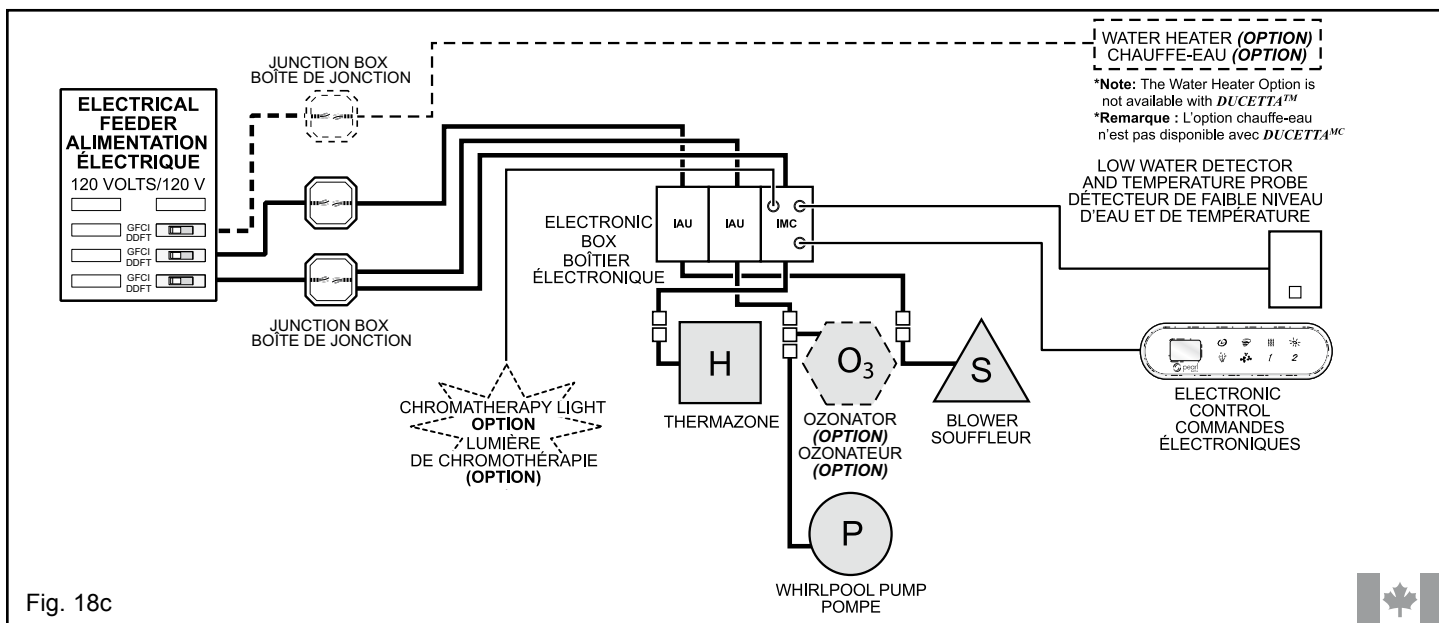 JUNCTION BOX
BOÎTE DE JONCTION
WATER HEATER (OPTION)
CHAUFFE-EAU (OPTION)
*Note: The Water Heater Option is
not available with DUCETTA™
*Remarque : L'option chauffe-eau
n'est pas disponible avec DUCETTAᴹᶜ
ELECTRICAL
FEEDER
ALIMENTATION
ÉLECTRIQUE
120 VOLTS/120 V
GFCI
DDFT
GFCI
DDFT
GFCI
DDFT
JUNCTION BOX
BOÎTE DE JONCTION
ELECTRONIC
BOX
BOÎTIER
ÉLECTRONIQUE
IAU
IAU
IMC
LOW WATER DETECTOR
AND TEMPERATURE PROBE
DÉTECTEUR DE FAIBLE NIVEAU
D'EAU ET DE TEMPÉRATURE
pearl
1
2
ELECTRONIC
CONTROL
COMMANDES
ÉLECTRONIQUES
CHROMATHERAPY LIGHT
OPTION
LUMIÈRE
DE CHROMOTHÉRAPIE
(OPTION)
H
THERMAZONE
O₃
OZONATOR
(OPTION)
OZONATEUR
(OPTION)
S
BLOWER
SOUFFLEUR
P
WHIRLPOOL PUMP
POMPE
Fig. 18c